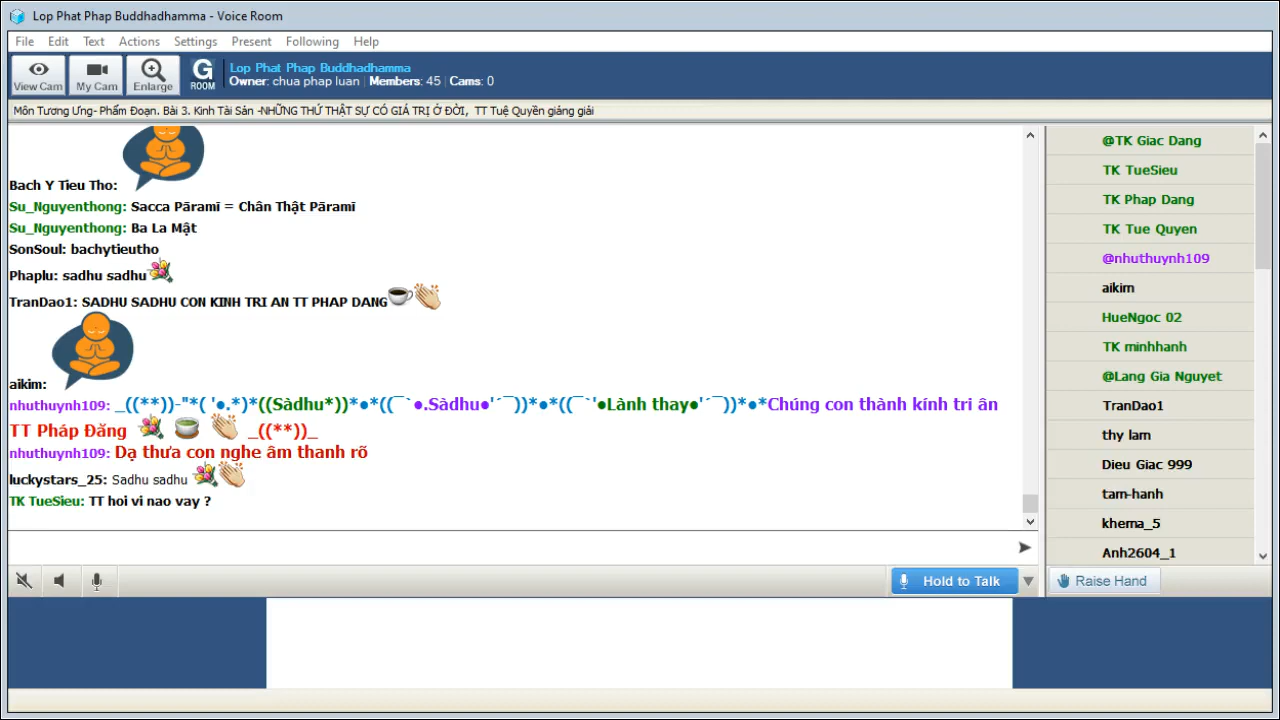 Lop Phat Phap Buddhadhamma - Voice Room
File Edit Text Actions Settings Present Following Help
View Cam My Cam Enlarge G ROOM
Lop Phat Phap Buddhadhamma
Owner: chua phap luan Members: 45 Cams: 0
Môn Tương Ưng- Phẩm Đoạn. Bài 3. Kinh Tài Sản -NHỮNG THỨ THẬT SỰ CÓ GIÁ TRỊ Ở ĐỜI, TT Tuệ Quyền giảng giải
Bach Y Tieu Tho:
Su_Nguyenthong: Sacca Pāramī = Chân Thật Pāramī
Su_Nguyenthong: Ba La Mật
SonSoul: bachytieutho
Phaplu: sadhu sadhu
TranDao1: SADHU SADHU CON KINH TRI AN TT PHAP DANG
aikim:
nhuthuynh109: _((**))-"*( '●.*)*((Sàdhu*))*●*((¯`●.Sàdhu●'´¯))*●*((¯`'●Lành thay●'´¯))*●*Chúng con thành kính tri ân
TT Pháp Đăng _((**))_
nhuthuynh109: Dạ thưa con nghe âm thanh rõ
luckystars_25: Sadhu sadhu
TK TueSieu: TT hoi vi nao vay ?
@TK Giac Dang
TK TueSieu
TK Phap Dang
TK Tue Quyen
@nhuthuynh109
aikim
HueNgoc 02
TK minhhanh
@Lang Gia Nguyet
TranDao1
thy lam
Dieu Giac 999
tam-hanh
khema_5
Anh2604_1
Hold to Talk
Raise Hand